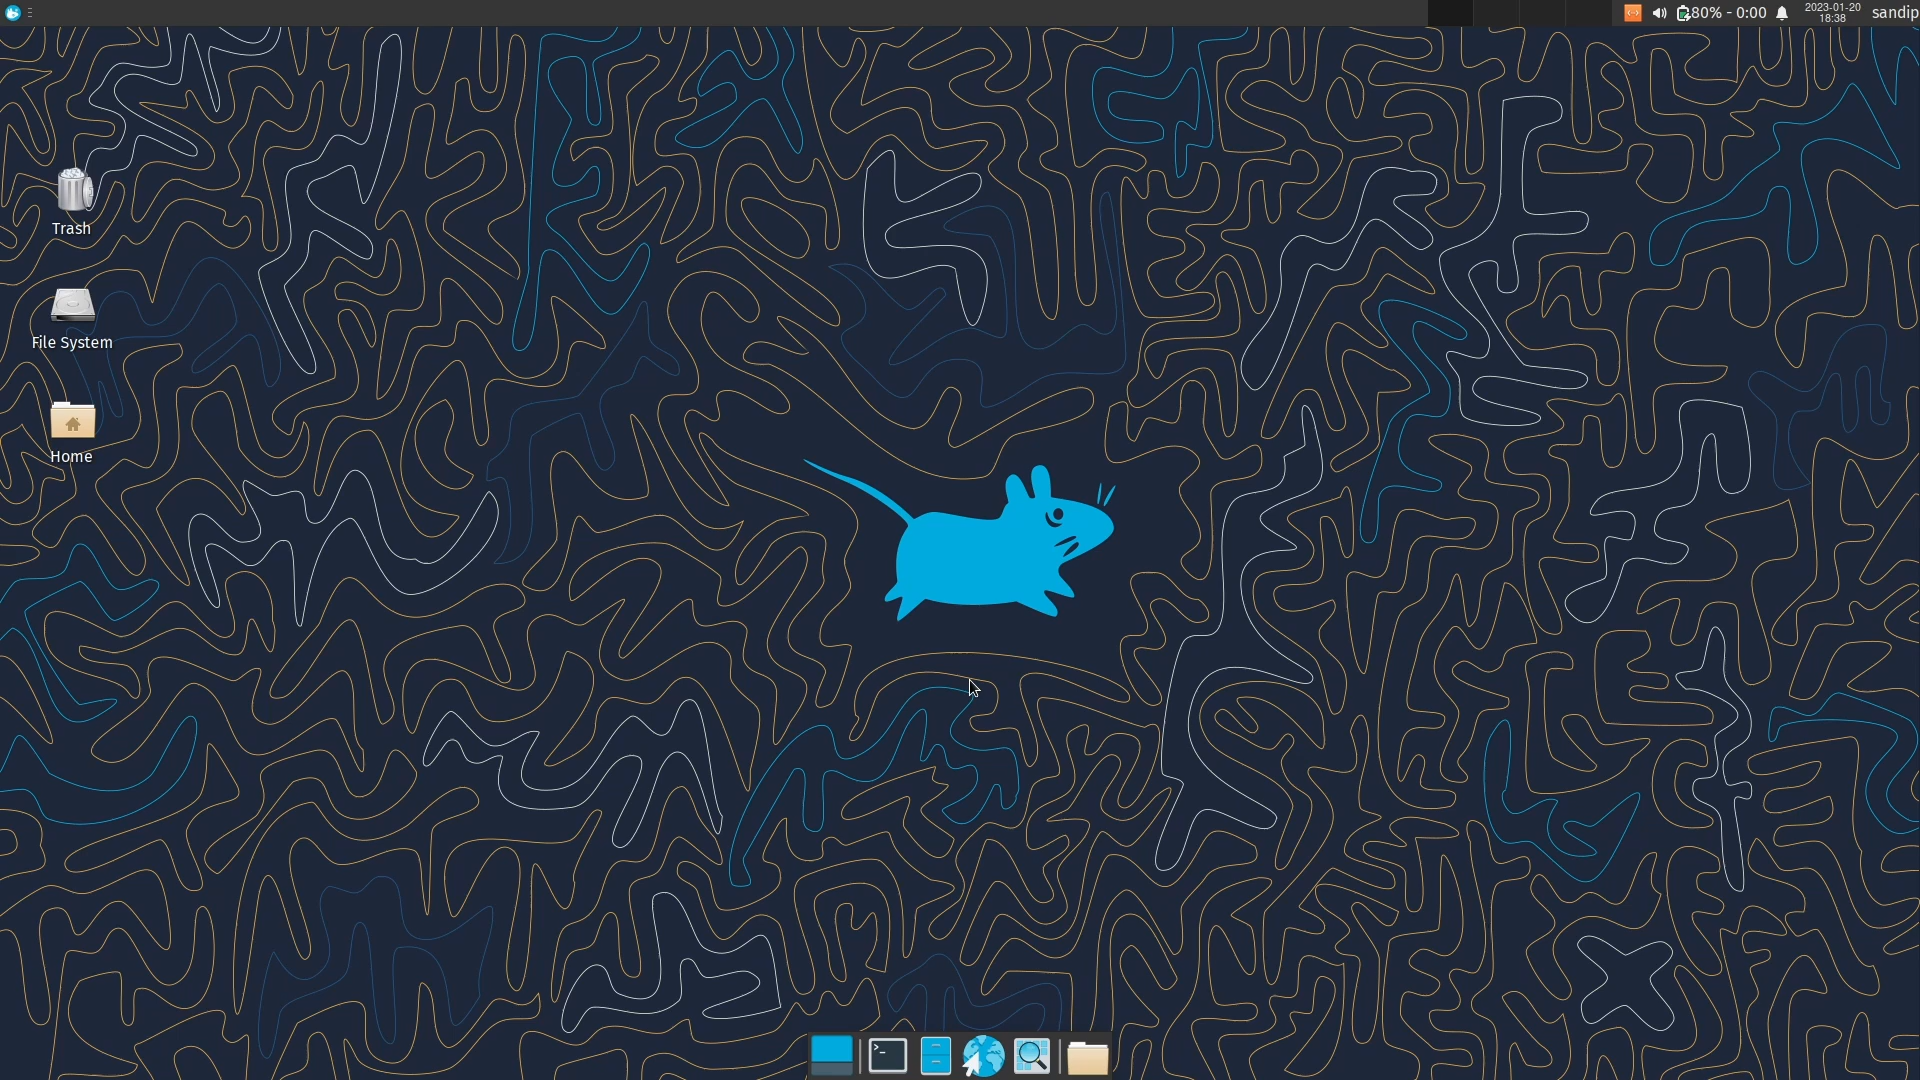 80% - 0:00
2023-01-20
18:38
sandip
Trash
File System
Home